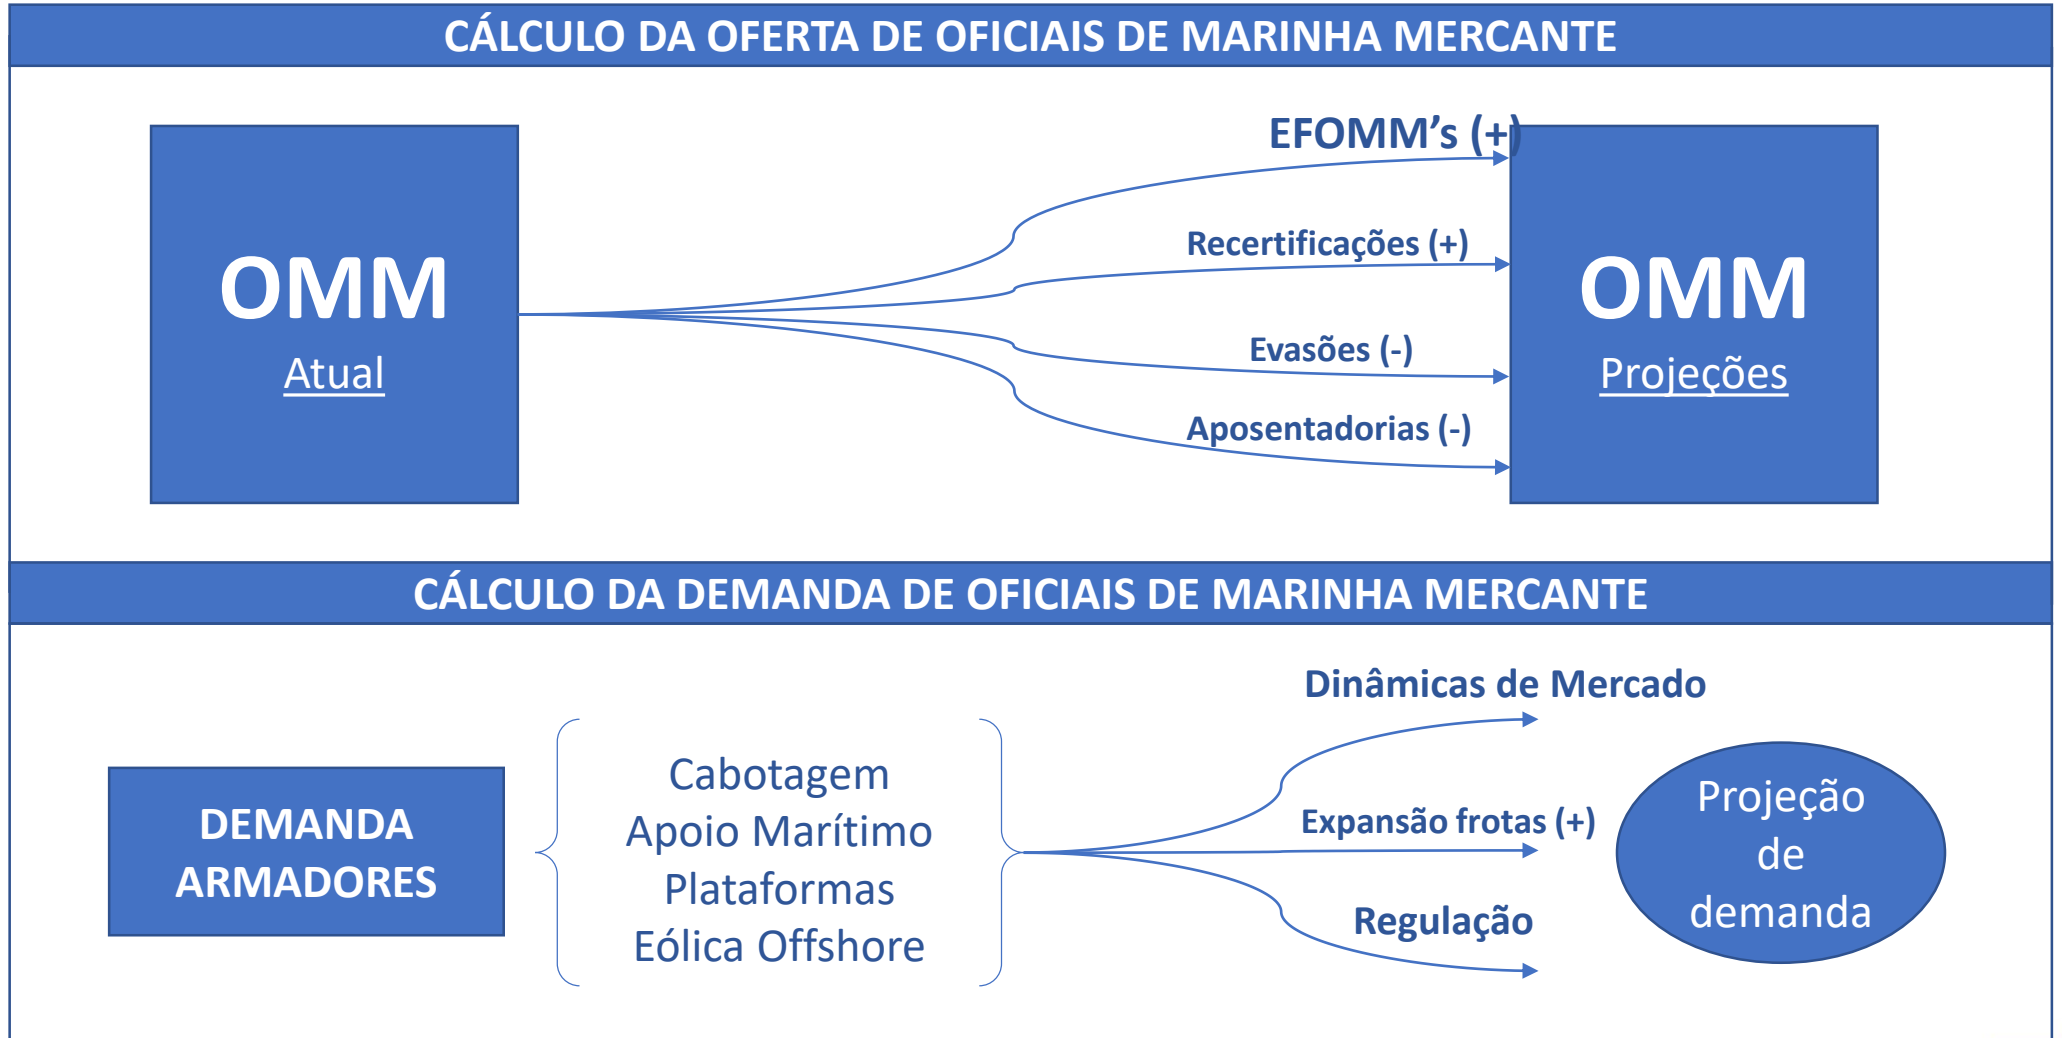 CÁLCULO DA OFERTA DE OFICIAIS DE MARINHA MERCANTE
OMM
Atual
EFOMM’s (+)
Recertificações (+)
Evasões (-)
Aposentadorias (-)
OMM
Projeções
CÁLCULO DA DEMANDA DE OFICIAIS DE MARINHA MERCANTE
DEMANDA
ARMADORES
Cabotagem
Apoio Marítimo
Plataformas
Eólica Offshore
Dinâmicas de Mercado
Expansão frotas (+)
Regulação
Projeção
de
demanda